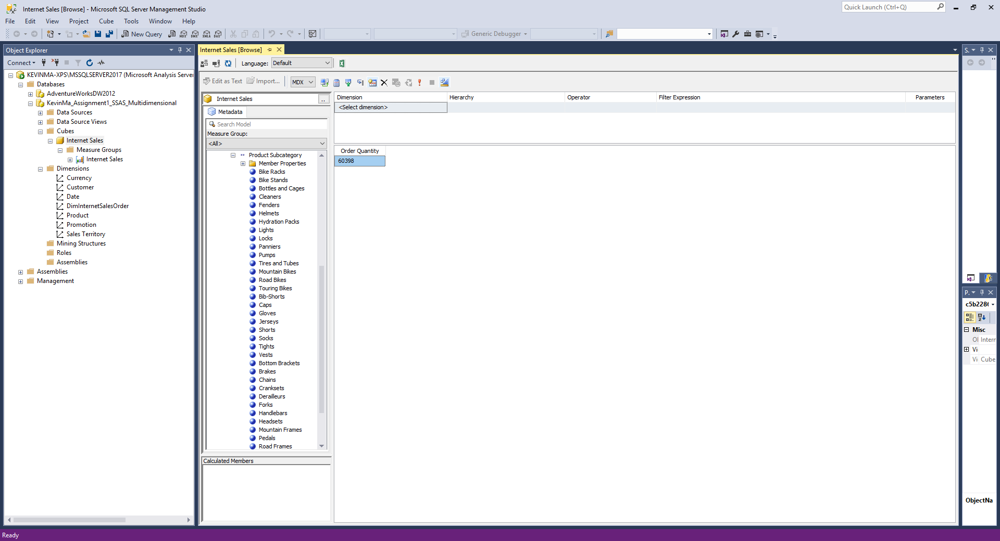 Internet Sales [Browse] - Microsoft SQL Server Management Studio
Quick Launch (Ctrl+Q)
File Edit View Project Cube Tools Window Help
New Query
MDX DMX XMLA DAX
Generic Debugger
Object Explorer
Connect
KEVINMA-XPS\MSSQLSERVER2017 (Microsoft Analysis Server
Databases
AdventureWorksDW2012
KevinMa_Assignment1_SSAS_Multidimensional
Data Sources
Data Source Views
Cubes
Internet Sales
Measure Groups
Internet Sales
Dimensions
Currency
Customer
Date
DimInternetSalesOrder
Product
Promotion
Sales Territory
Mining Structures
Roles
Assemblies
Assemblies
Management
Internet Sales [Browse]
Language: Default
Edit as Text Import... MDX
Internet Sales ..
Metadata
Search Model
Measure Group:
<All>
Product Subcategory
Member Properties
Bike Racks
Bike Stands
Bottles and Cages
Cleaners
Fenders
Helmets
Hydration Packs
Lights
Locks
Panniers
Pumps
Tires and Tubes
Mountain Bikes
Road Bikes
Touring Bikes
Bib-Shorts
Caps
Gloves
Jerseys
Shorts
Socks
Tights
Vests
Bottom Brackets
Brakes
Chains
Cranksets
Derailleurs
Forks
Handlebars
Headsets
Mountain Frames
Pedals
Road Frames
Calculated Members
Dimension Hierarchy Operator Filter Expression Parameters
<Select dimension>
Order Quantity
60398
S.
P.
c5b228(
Misc
Ol Intern
Vi
Vi Cube
ObjectNa
Ready